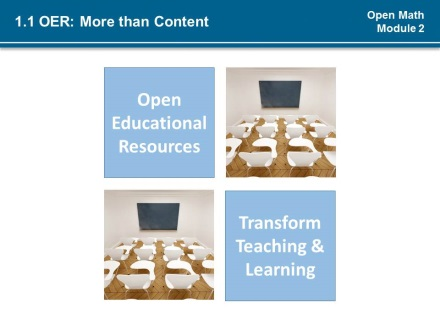 1.1 OER: More than Content
Open Math
Module 2
Open
Educational
Resources
Transform
Teaching &
Learning